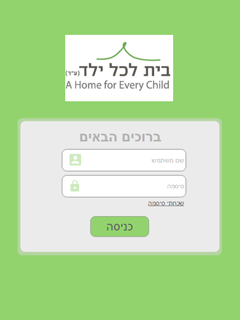 בית לכל ילד (ע״ר)
A Home for Every Child
ברוכים הבאים
שם משתמש
סיסמה
שכחתי סיסמה
כניסה